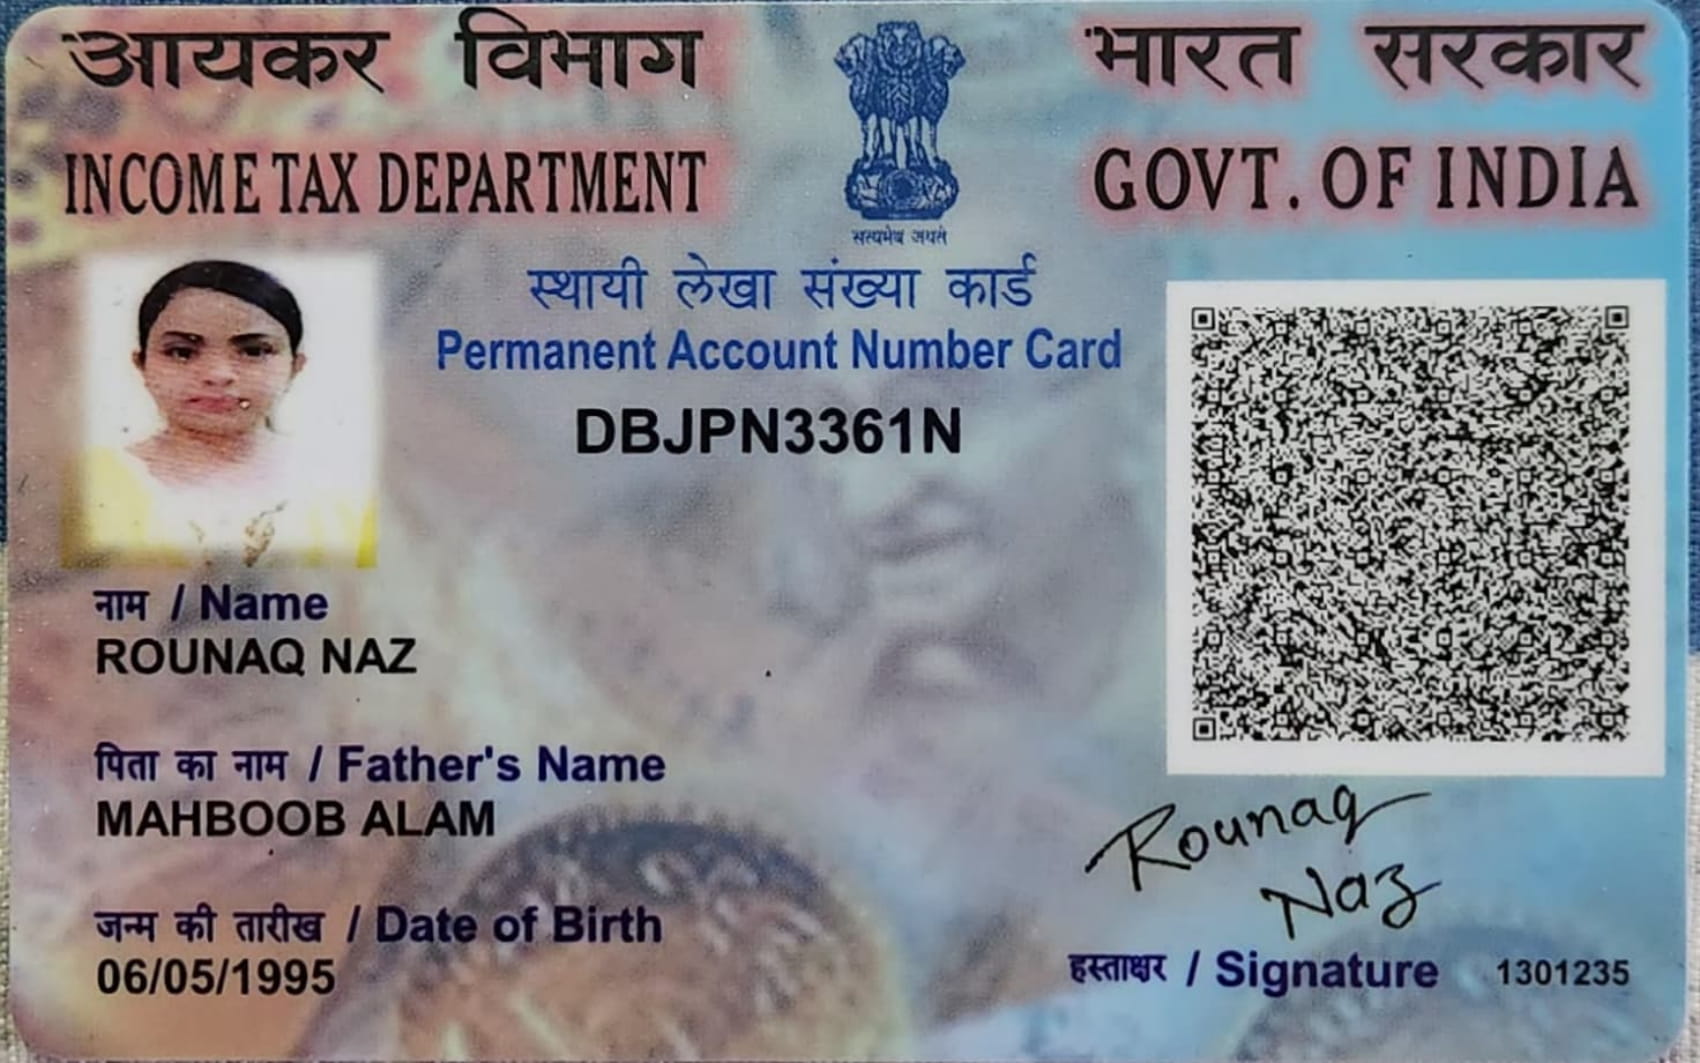 आयकर विभाग
INCOME TAX DEPARTMENT
सत्यमेव जयते
भारत सरकार
GOVT. OF INDIA
स्थायी लेखा संख्या कार्ड
Permanent Account Number Card
DBJPN3361N
नाम / Name
ROUNAQ NAZ
पिता का नाम / Father's Name
MAHBOOB ALAM
जन्म की तारीख / Date of Birth
06/05/1995
Rounaq
Naz
हस्ताक्षर / Signature
1301235